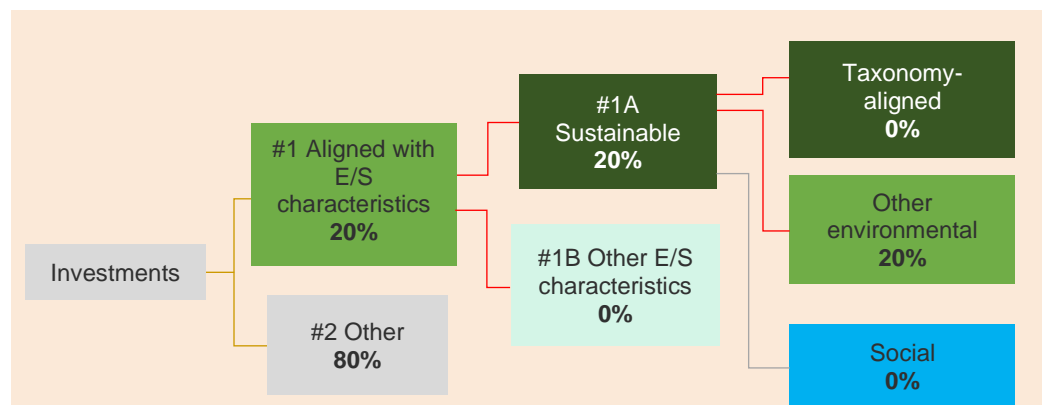 Investments
#1 Aligned with
E/S
characteristics
20%
#2 Other
80%
#1A
Sustainable
20%
#1B Other E/S
characteristics
0%
Taxonomy-
aligned
0%
Other
environmental
20%
Social
0%